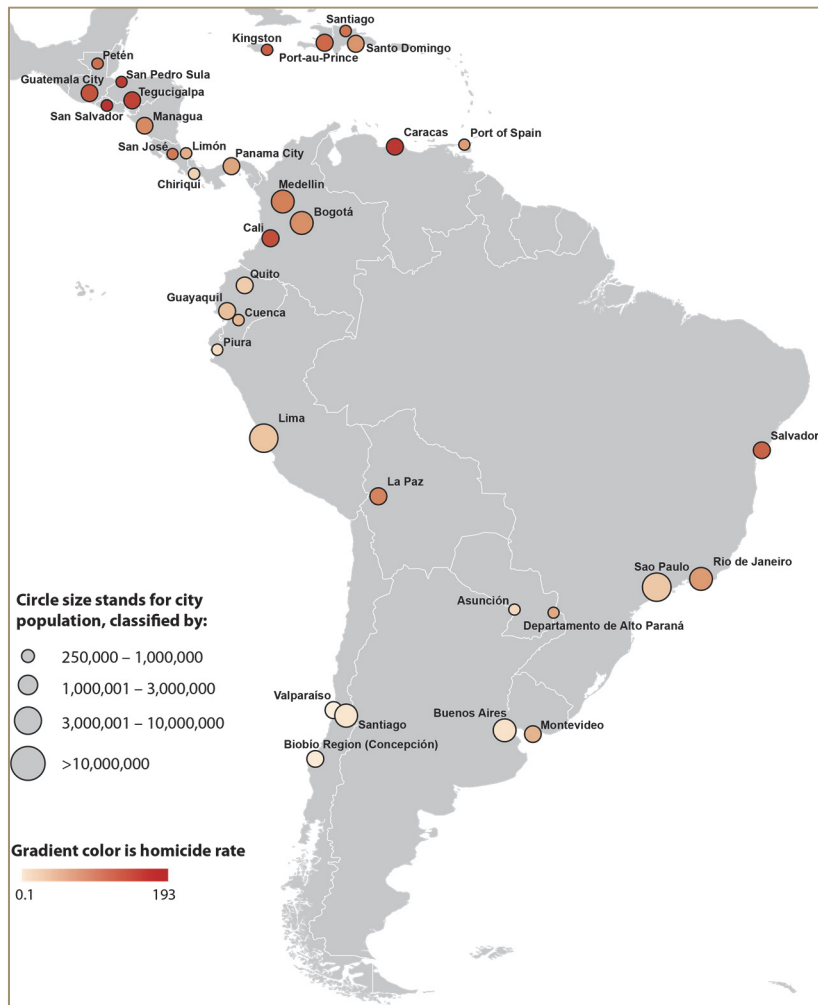 Santiago
Kingston
Port-au-Prince
Santo Domingo
Petén
San Pedro Sula
Guatemala City
Tegucigalpa
San Salvador
Managua
San José
Limón
Panama City
Chiriquí
Caracas
Port of Spain
Medellín
Bogotá
Cali
Quito
Guayaquil
Cuenca
Piura
Lima
Salvador
La Paz
Sao Paulo
Rio de Janeiro
Asunción
Departamento de Alto Paraná
Valparaíso
Santiago
Buenos Aires
Montevideo
Biobío Region (Concepción)
Circle size stands for city
population, classified by:
250,000 – 1,000,000
1,000,001 – 3,000,000
3,000,001 – 10,000,000
>10,000,000
Gradient color is homicide rate
0.1 193